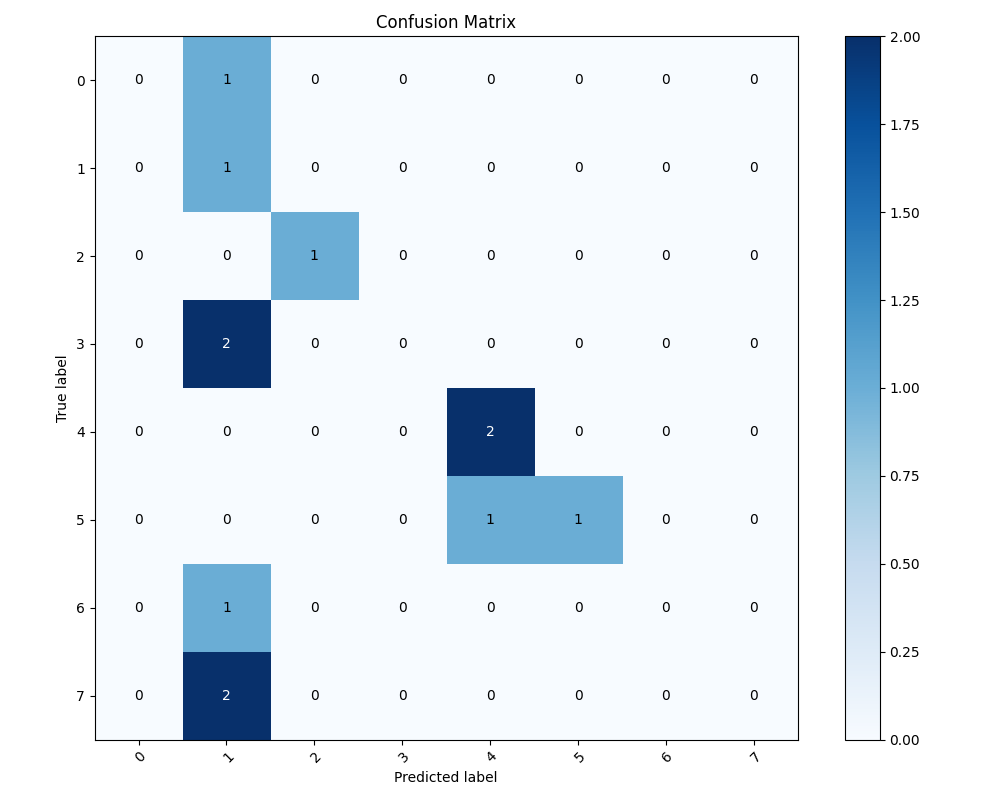 Confusion Matrix
True label
0 0 1 0 0 0 0 0 0
1 0 1 0 0 0 0 0 0
2 0 0 1 0 0 0 0 0
3 0 2 0 0 0 0 0 0
4 0 0 0 0 2 0 0 0
5 0 0 0 0 1 1 0 0
6 0 1 0 0 0 0 0 0
7 0 2 0 0 0 0 0 0
0 1 2 3 4 5 6 7
Predicted label
2.00
1.75
1.50
1.25
1.00
0.75
0.50
0.25
0.00